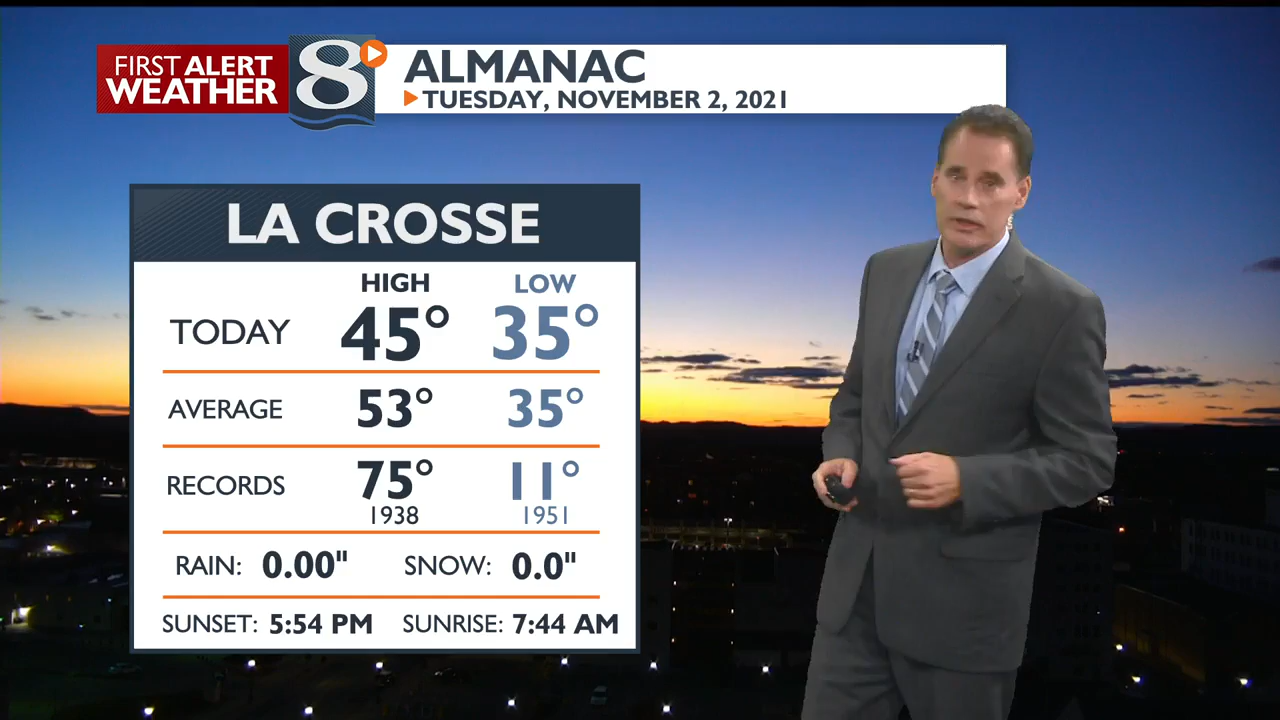 FIRST ALERT
WEATHER
8
ALMANAC
TUESDAY, NOVEMBER 2, 2021
LA CROSSE
HIGH LOW
TODAY 45° 35°
AVERAGE 53° 35°
RECORDS 75° 11°
1938 1951
RAIN: 0.00" SNOW: 0.0"
SUNSET: 5:54 PM SUNRISE: 7:44 AM